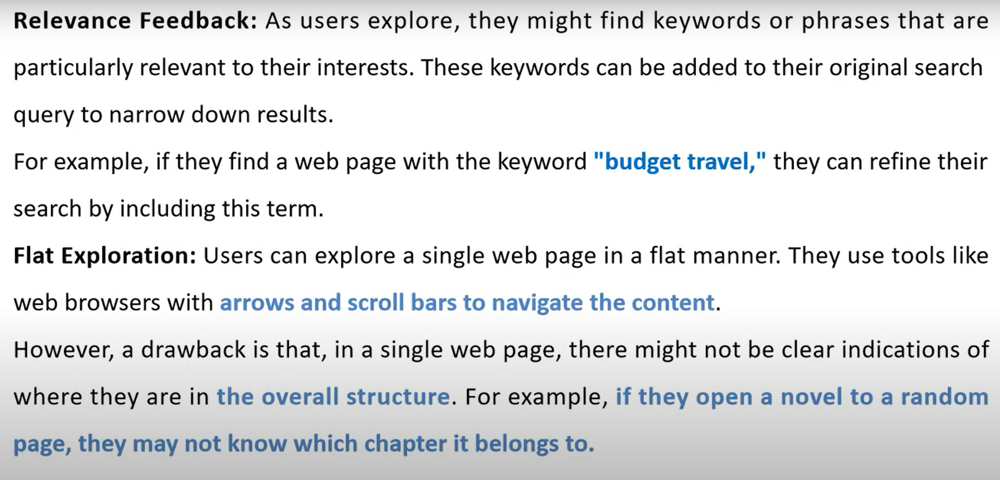 Relevance Feedback: As users explore, they might find keywords or phrases that are
particularly relevant to their interests. These keywords can be added to their original search
query to narrow down results.
For example, if they find a web page with the keyword "budget travel," they can refine their
search by including this term.
Flat Exploration: Users can explore a single web page in a flat manner. They use tools like
web browsers with arrows and scroll bars to navigate the content.
However, a drawback is that, in a single web page, there might not be clear indications of
where they are in the overall structure. For example, if they open a novel to a random
page, they may not know which chapter it belongs to.